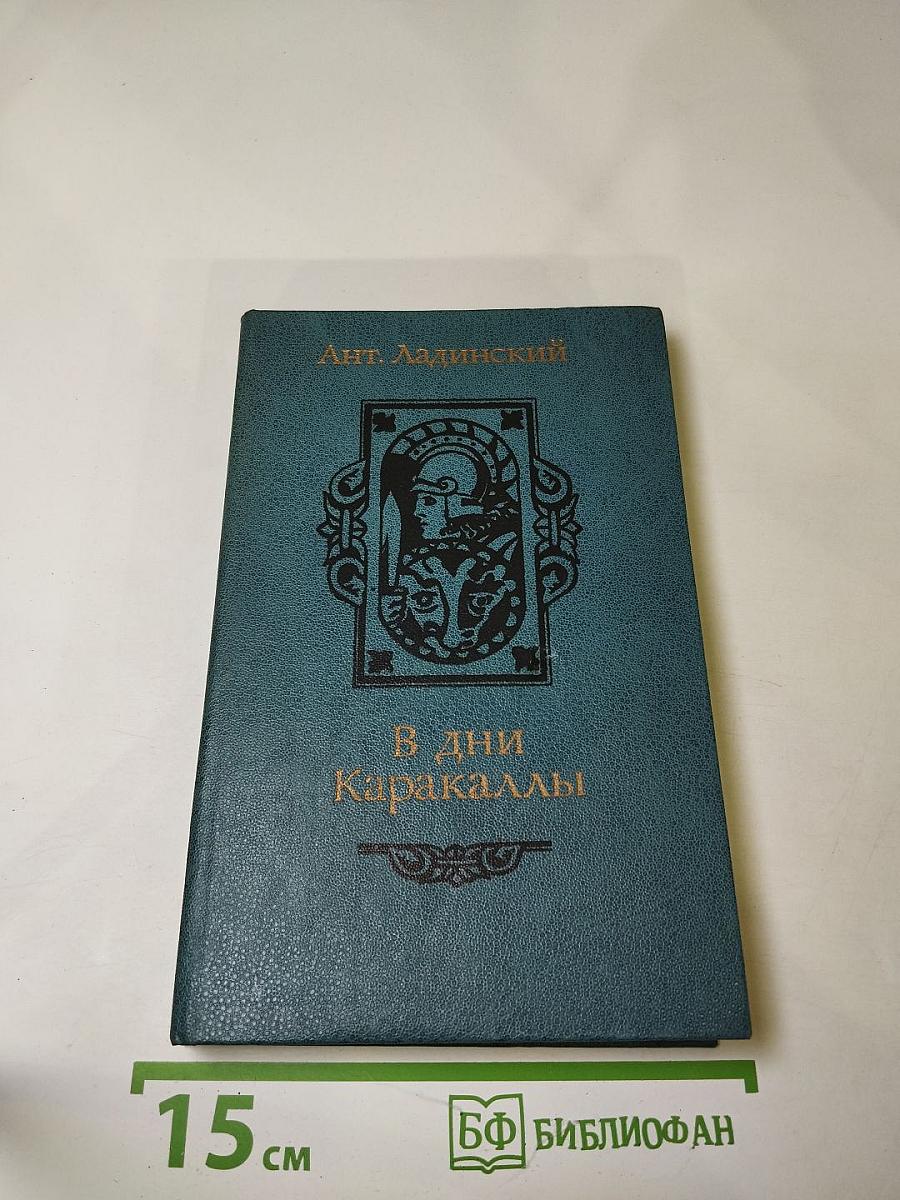 Ант. Ладинский
В дни
Каракаллы
15 см
БФ БИБЛИОФАН